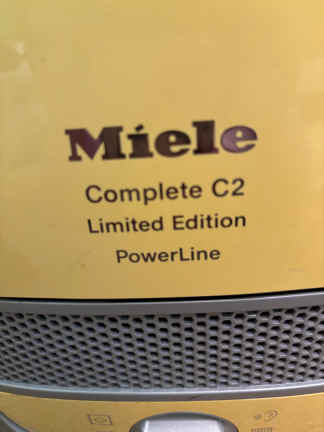 Miele
Complete C2
Limited Edition
PowerLine